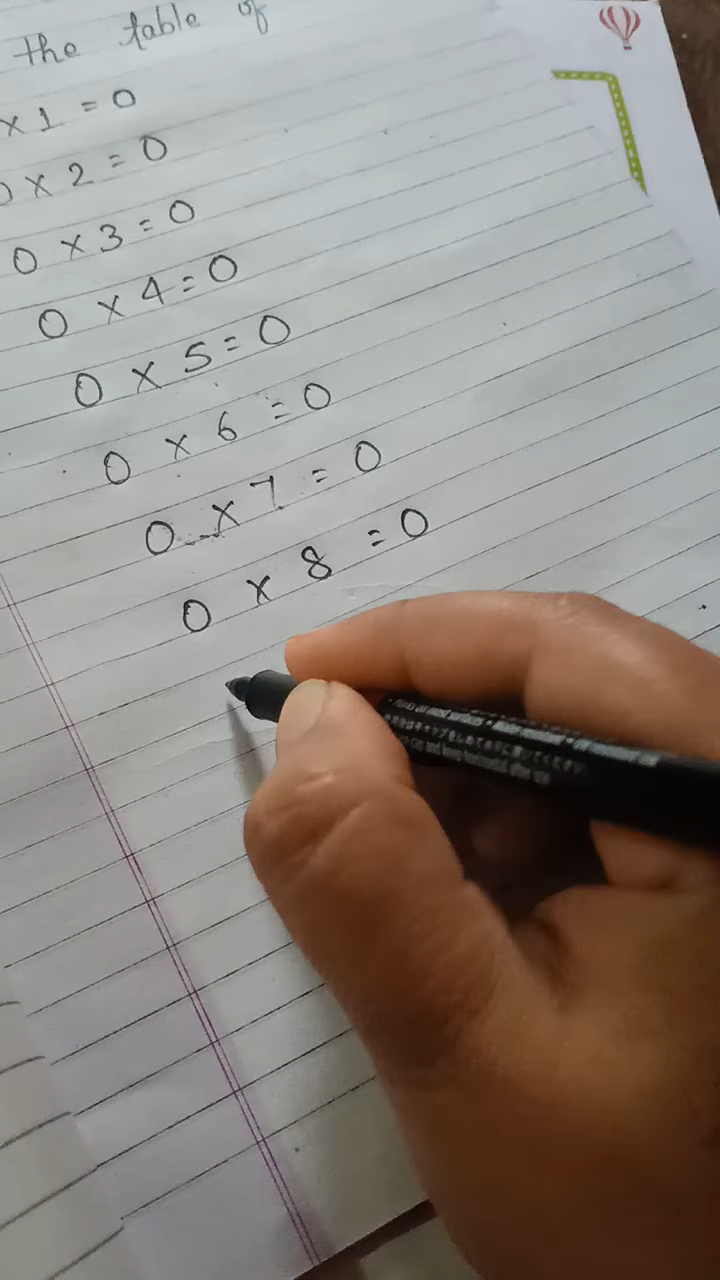 the table of
x 1 = 0
0 x 2 = 0
0 x 3 = 0
0 x 4 = 0
0 x 5 = 0
0 x 6 = 0
0 x 7 = 0
0 x 8 = 0